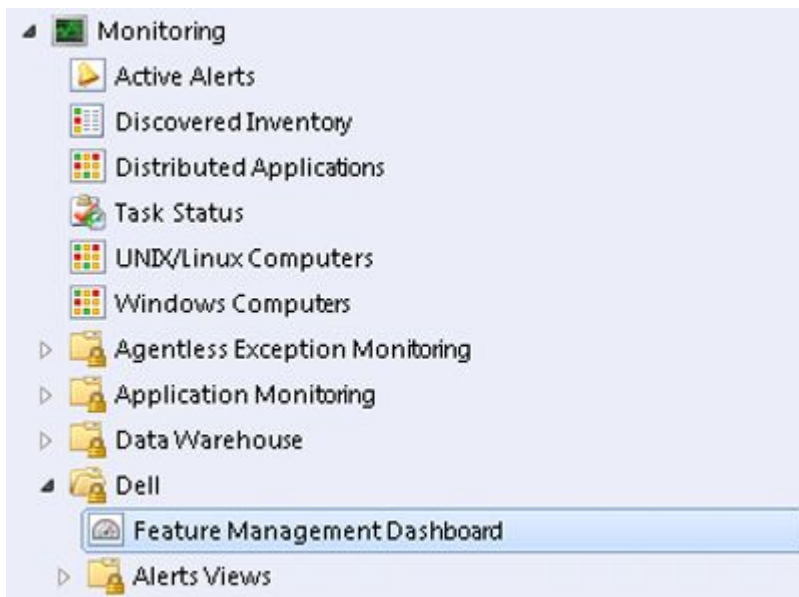 Monitoring
Active Alerts
Discovered Inventory
Distributed Applications
Task Status
UNIX/Linux Computers
Windows Computers
Agentless Exception Monitoring
Application Monitoring
Data Warehouse
Dell
Feature Management Dashboard
Alerts Views